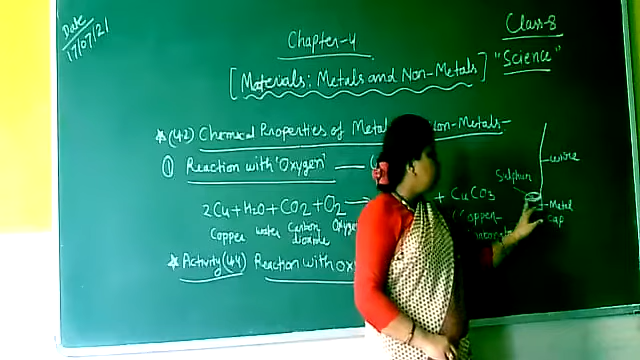 Date
17/07/21
Class-8
Chapter-4
"Science"
[Materials: Metals and Non-Metals]
* (4.2) Chemical Properties of Metal Non-Metals-
① Reaction with 'Oxygen' —
2Cu + H2O + CO2 + O2 → + CuCO3
Copper water Carbon dioxide Oxygen (Copper
* Activity (4.4) Reaction with
Sulphur
wire
Metal
cap